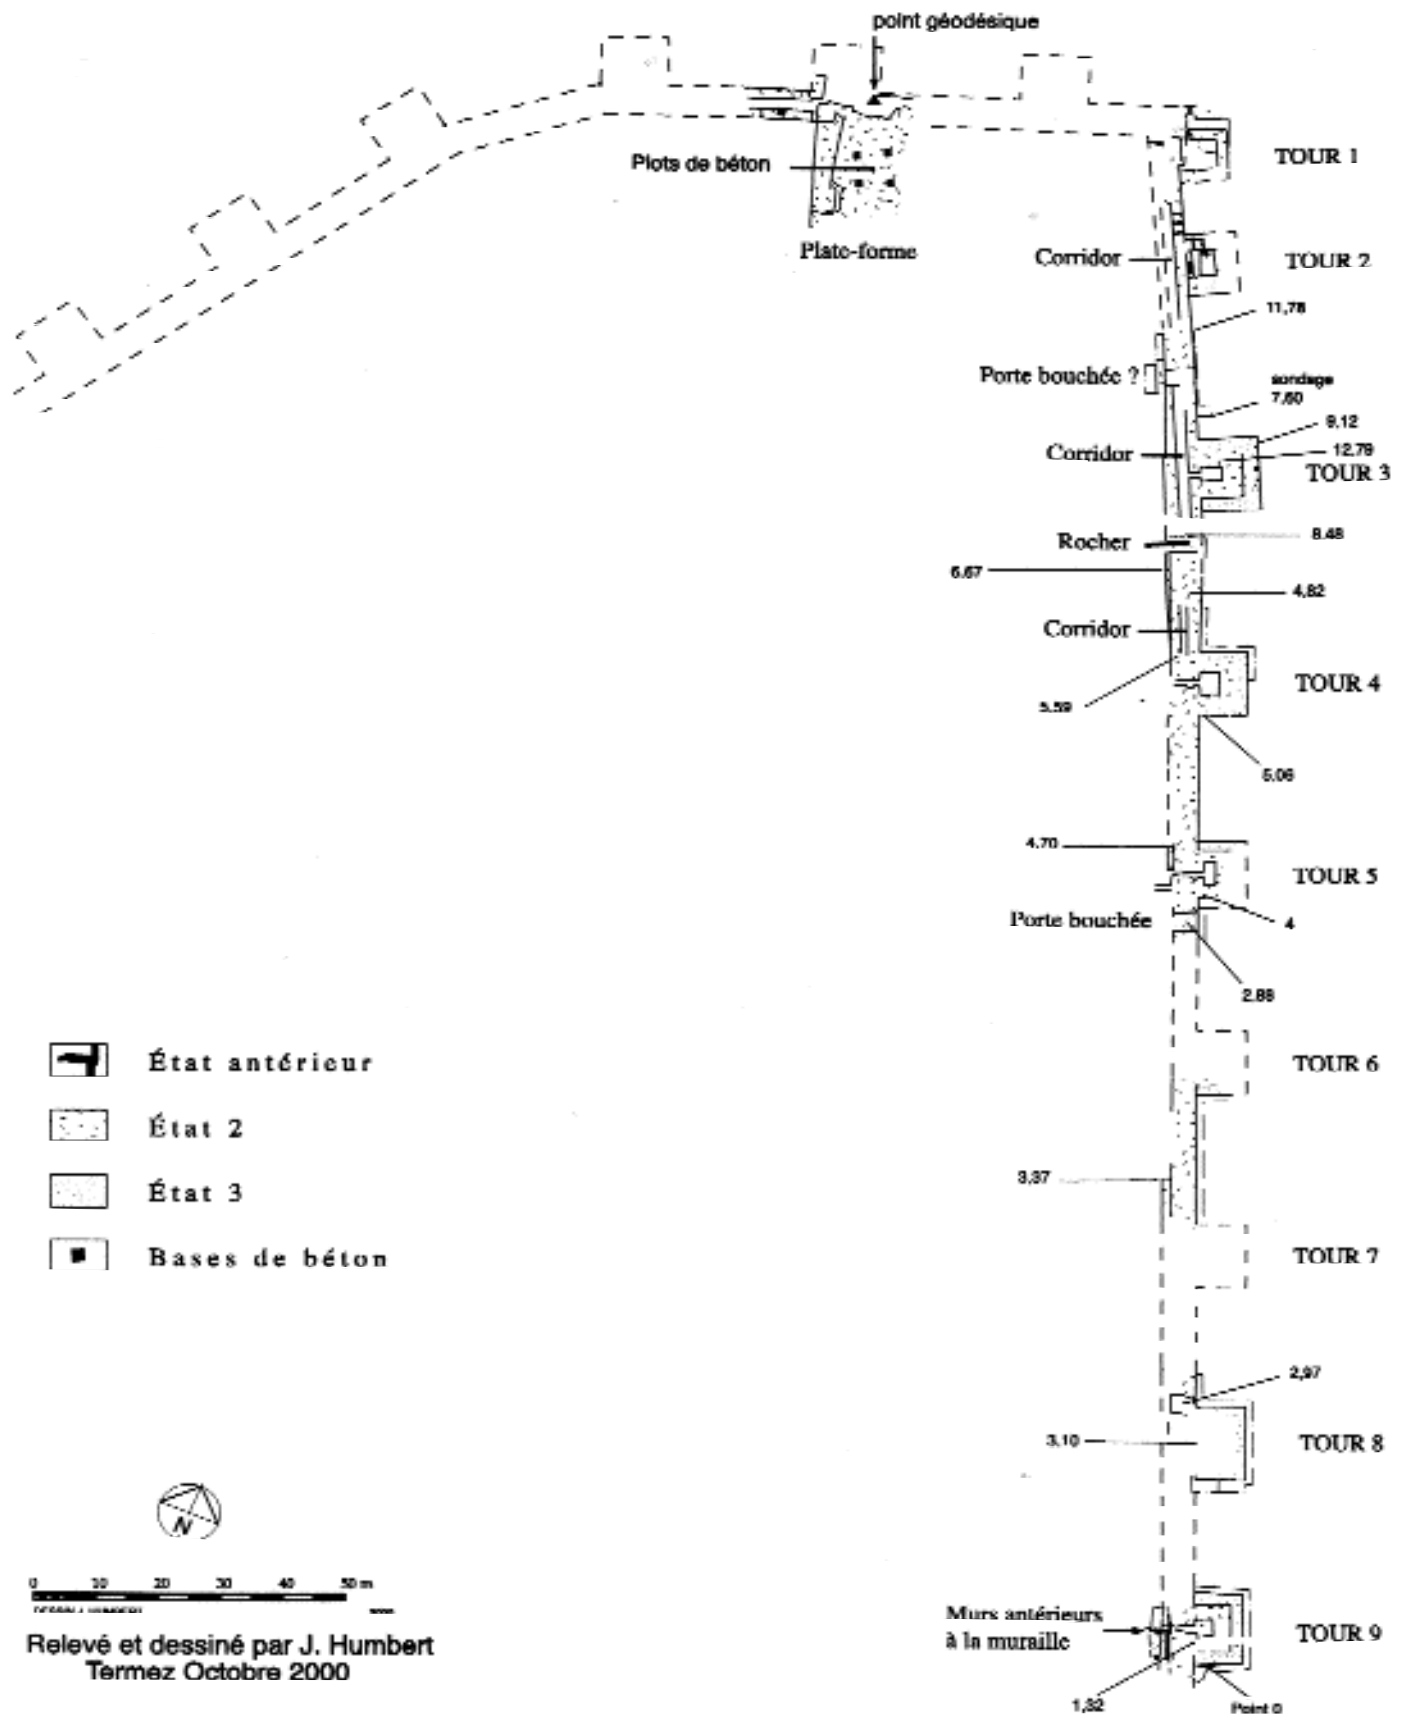 point géodésique
Plots de béton
TOUR 1
Plate-forme
Corridor
TOUR 2
11,78
Porte bouchée ?
sondage
7,60
9,12
Corridor
12,79
TOUR 3
Rocher
8.48
6.67
4,82
Corridor
TOUR 4
5.59
5.06
4,70
TOUR 5
Porte bouchée
4
2.88
État antérieur
TOUR 6
État 2
3,37
État 3
Bases de béton
TOUR 7
2,97
3,10
TOUR 8
N
0 10 20 30 40 50 m
DESSIN J. HUMBERT
Murs antérieurs
à la muraille
TOUR 9
Relevé et dessiné par J. Humbert
Termez Octobre 2000
1,32
Point 0